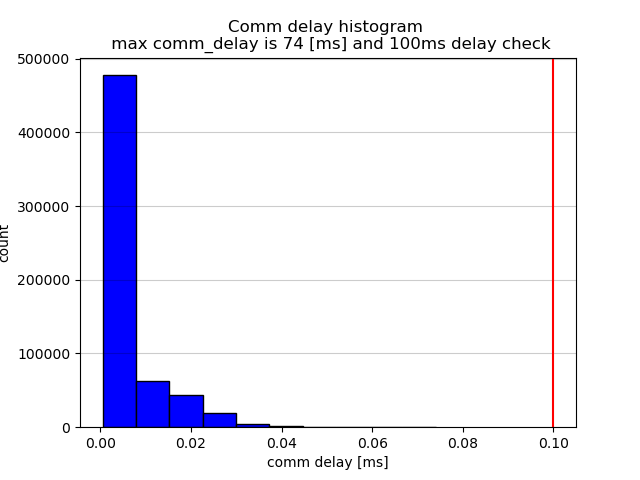 Comm delay histogram
max comm_delay is 74 [ms] and 100ms delay check
500000
400000
300000
200000
100000
0
count
0.00 0.02 0.04 0.06 0.08 0.10
comm delay [ms]